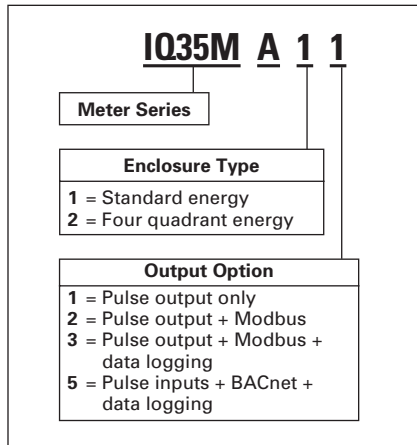 IQ35M A 1 1
Meter Series
Enclosure Type
1 = Standard energy
2 = Four quadrant energy
Output Option
1 = Pulse output only
2 = Pulse output + Modbus
3 = Pulse output + Modbus +
data logging
5 = Pulse inputs + BACnet +
data logging